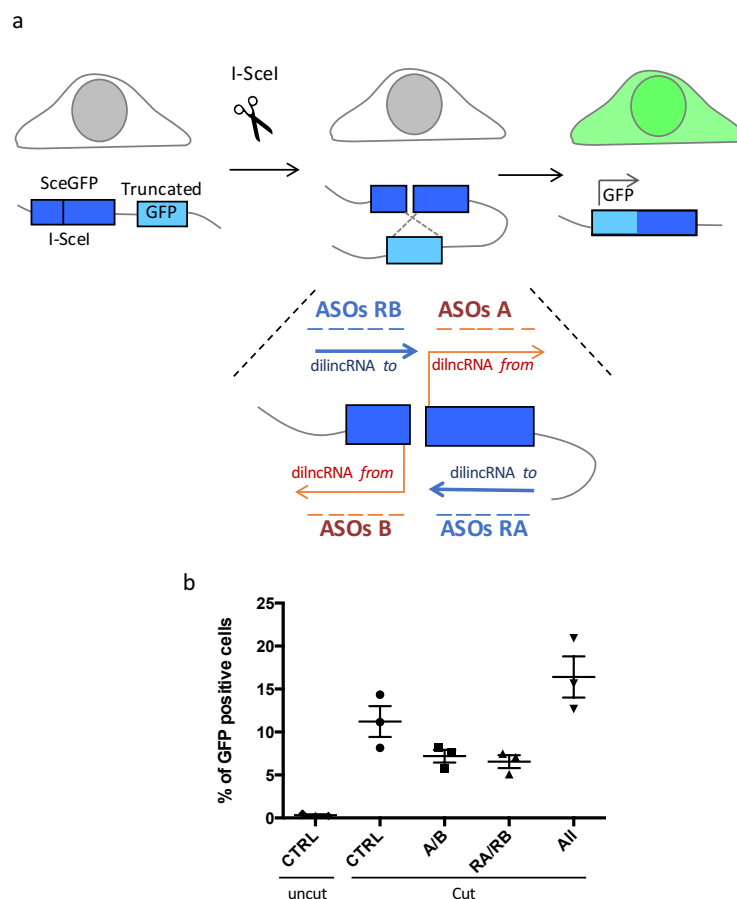 a
I-SceI
SceGFP
Truncated
GFP
I-SceI
GFP
ASOs RB
ASOs A
dilincRNA to
dilncRNA from
dilncRNA from
dilncRNA to
ASOs B
ASOs RA
b
% of GFP positive cells
25
20
15
10
5
0
CTRL
CTRL
A/B
RA/RB
All
uncut
Cut